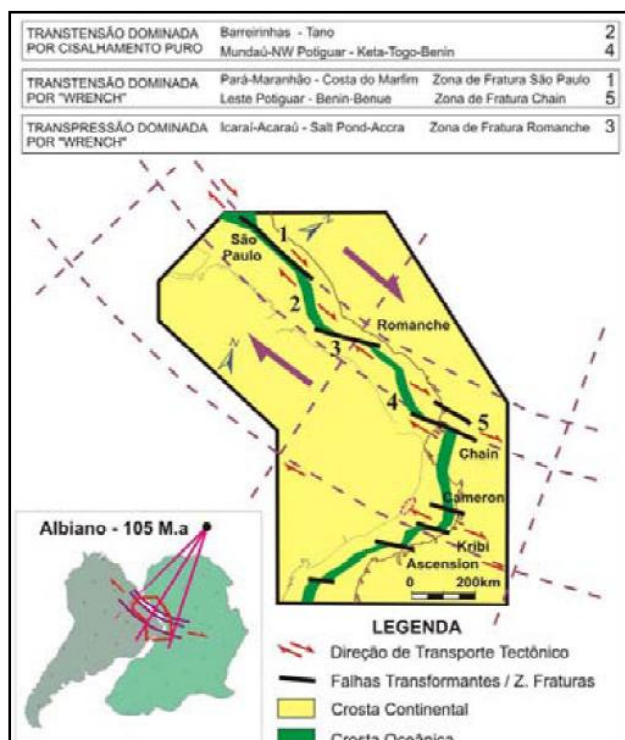 TRANSTENSÃO DOMINADA POR CISALHAMENTO PURO
Barreirinhas - Tano 2
Mundaú-NW Potiguar - Keta-Togo-Benin 4
TRANSTENSÃO DOMINADA POR "WRENCH"
Pará-Maranhão - Costa do Marfim Zona de Fratura São Paulo 1
Leste Potiguar - Benin-Benue Zona de Fratura Chain 5
TRANSPRESSÃO DOMINADA POR "WRENCH"
Icaraí-Acaraú - Salt Pond-Accra Zona de Fratura Romanche 3
N
1
São
Paulo
2
Romanche
3
N
4
5
Chain
Cameron
Kribi
Ascension
0 200km
Albiano - 105 M.a
LEGENDA
Direção de Transporte Tectônico
Falhas Transformantes / Z. Fraturas
Crosta Continental
Crosta Oceânica